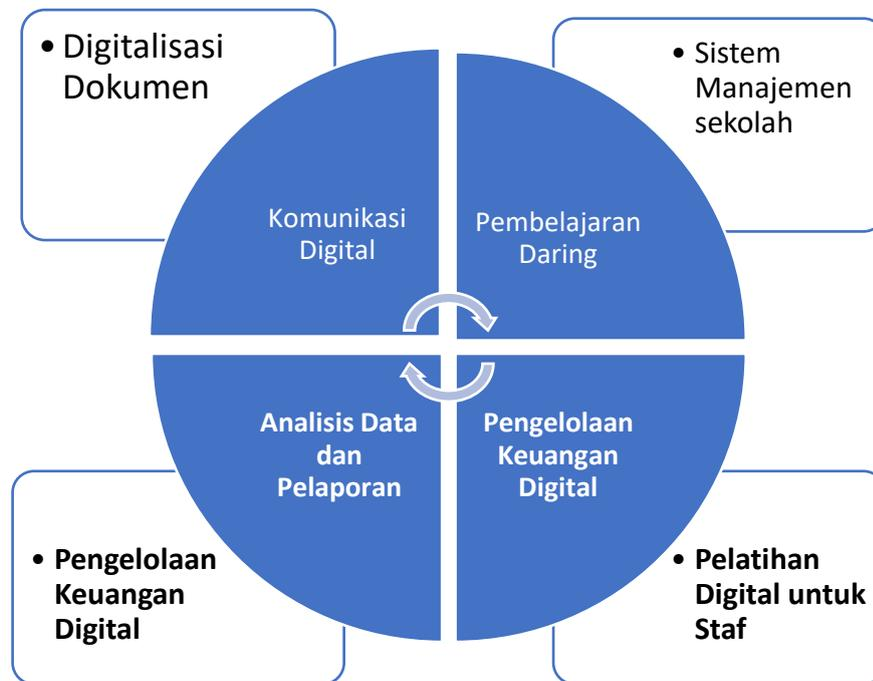 • Digitalisasi
Dokumen
• Sistem
Manajemen
sekolah
Komunikasi
Digital
Pembelajaran
Daring
Analisis Data
dan
Pelaporan
Pengelolaan
Keuangan
Digital
• Pengelolaan
Keuangan
Digital
• Pelatihan
Digital untuk
Staf